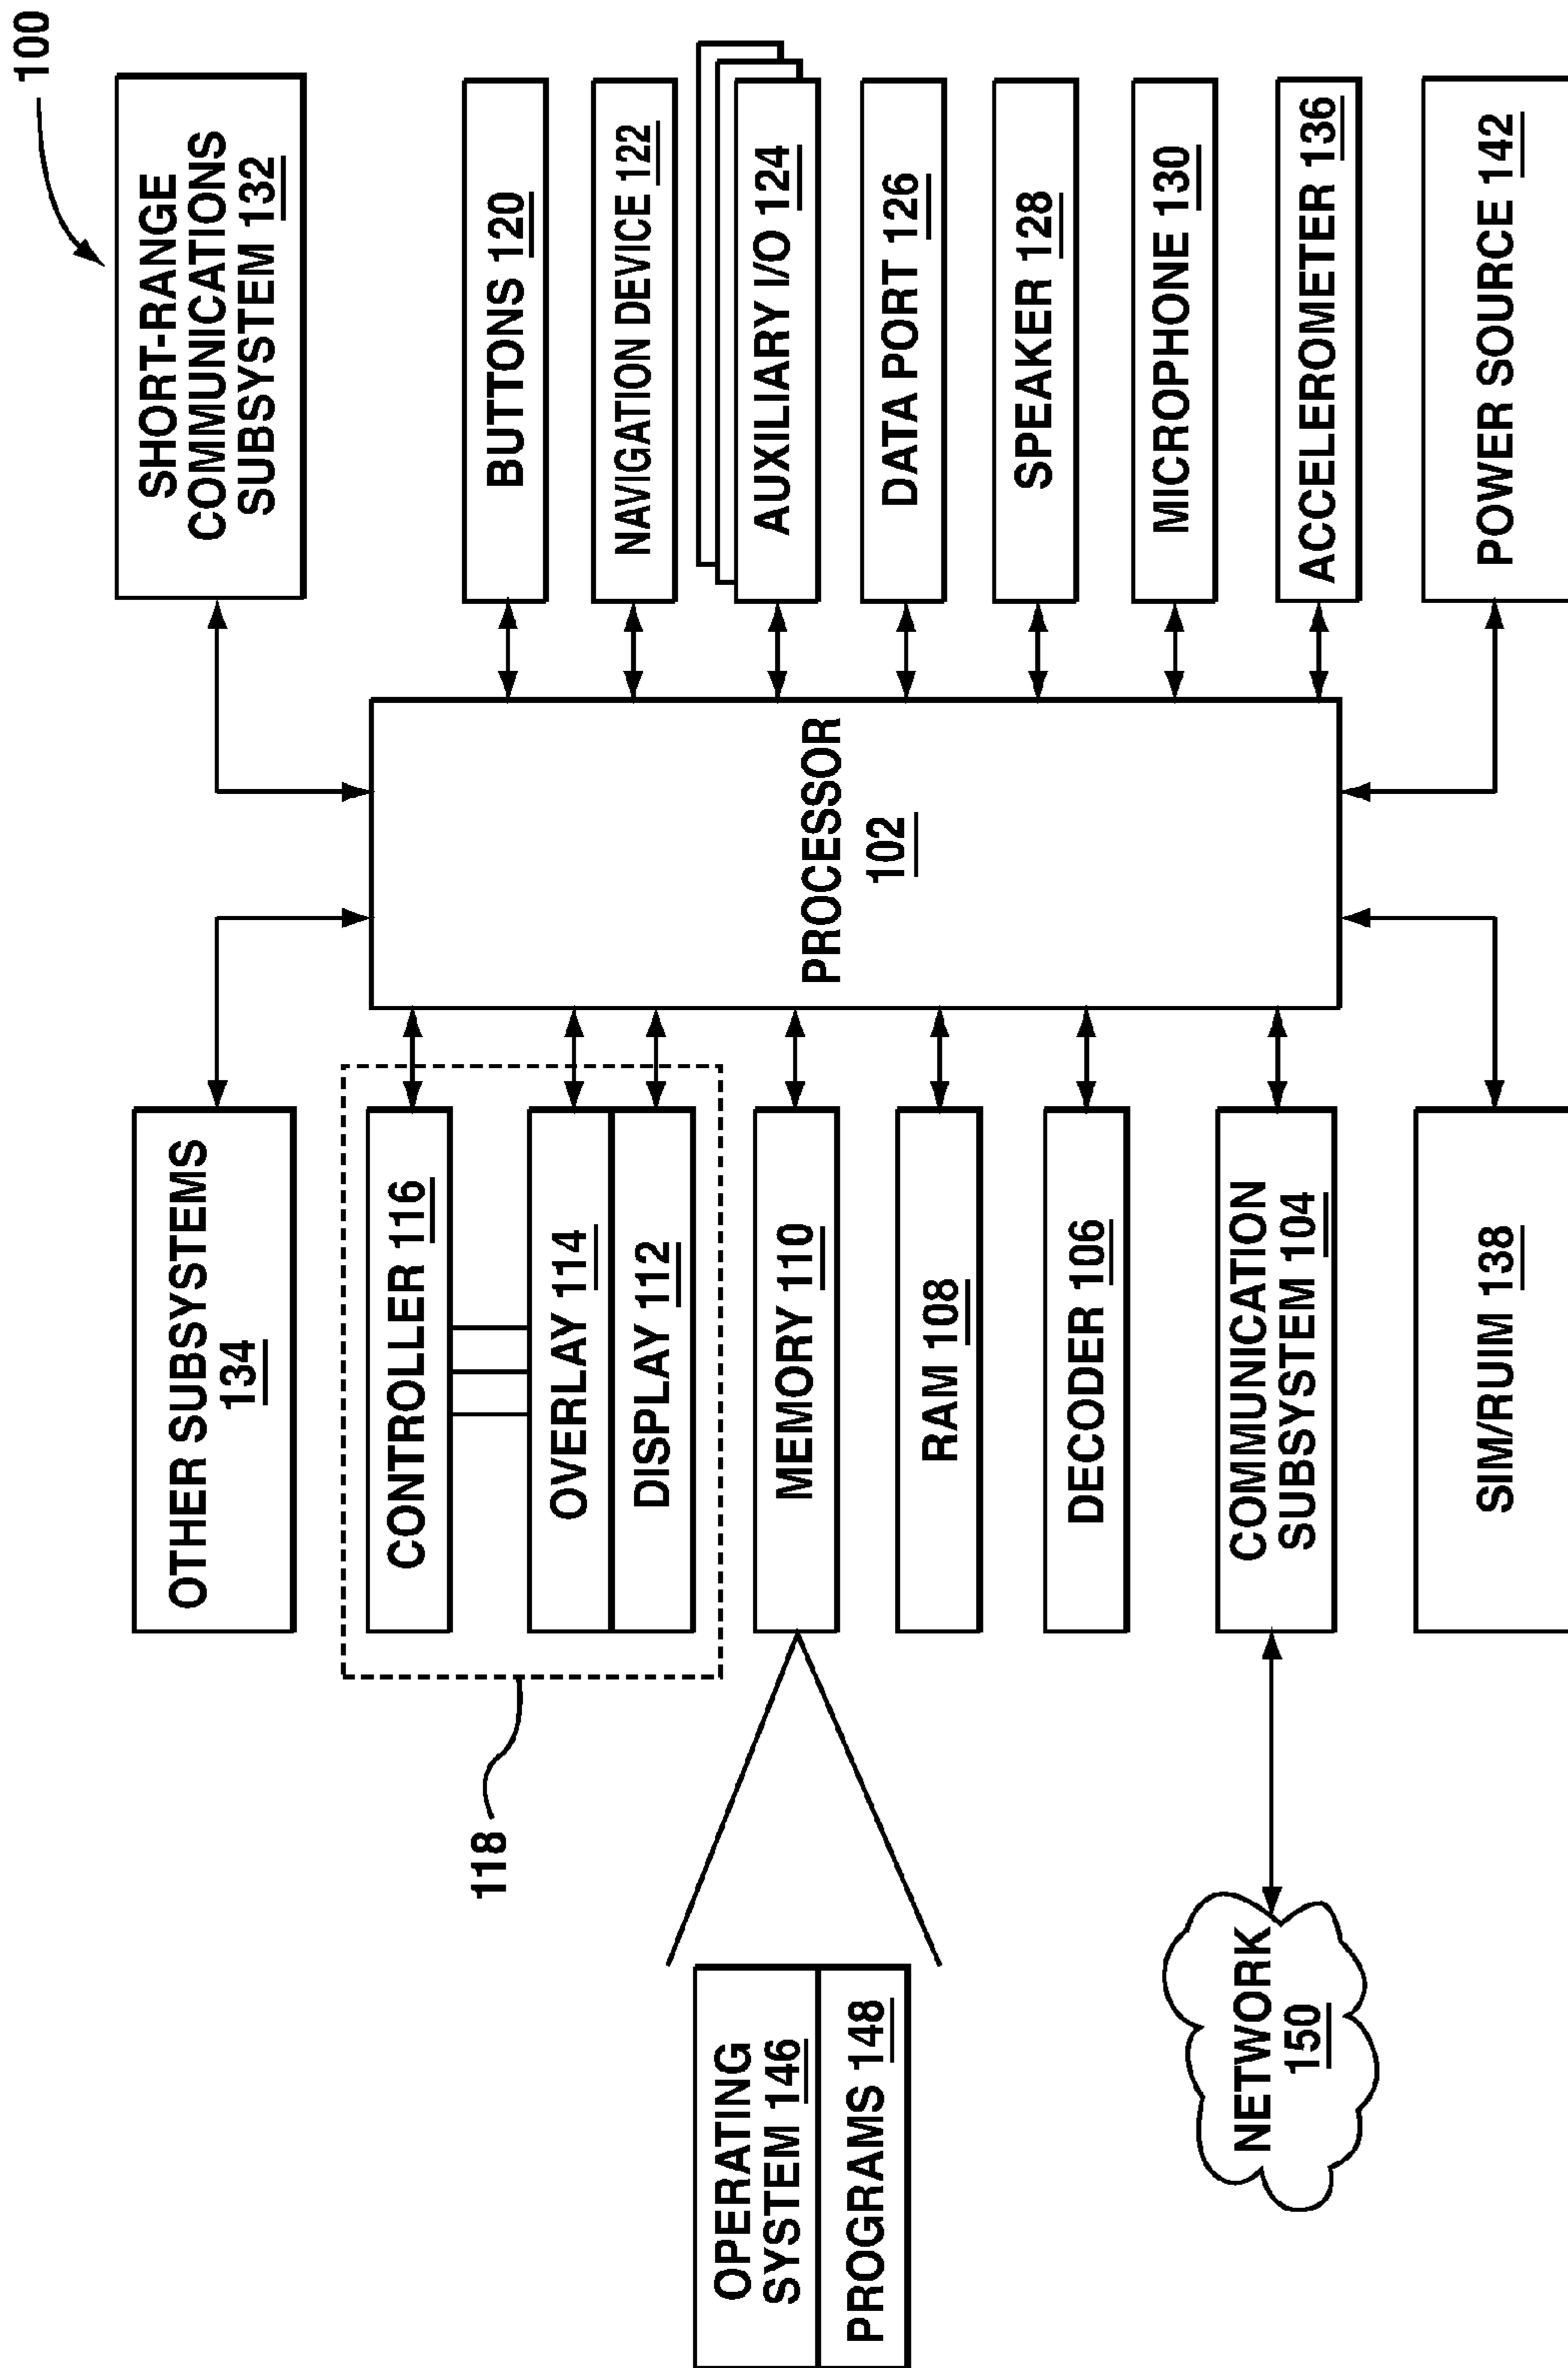 100
SHORT-RANGE
COMMUNICATIONS
SUBSYSTEM 132
OTHER SUBSYSTEMS
134
BUTTONS 120
NAVIGATION DEVICE 122
AUXILIARY I/O 124
DATA PORT 126
SPEAKER 128
MICROPHONE 130
ACCELEROMETER 136
POWER SOURCE 142
PROCESSOR
102
CONTROLLER 116
OVERLAY 114
DISPLAY 112
118
MEMORY 110
RAM 108
DECODER 106
COMMUNICATION
SUBSYSTEM 104
SIM/RUIM 138
OPERATING
SYSTEM 146
PROGRAMS 148
NETWORK
150